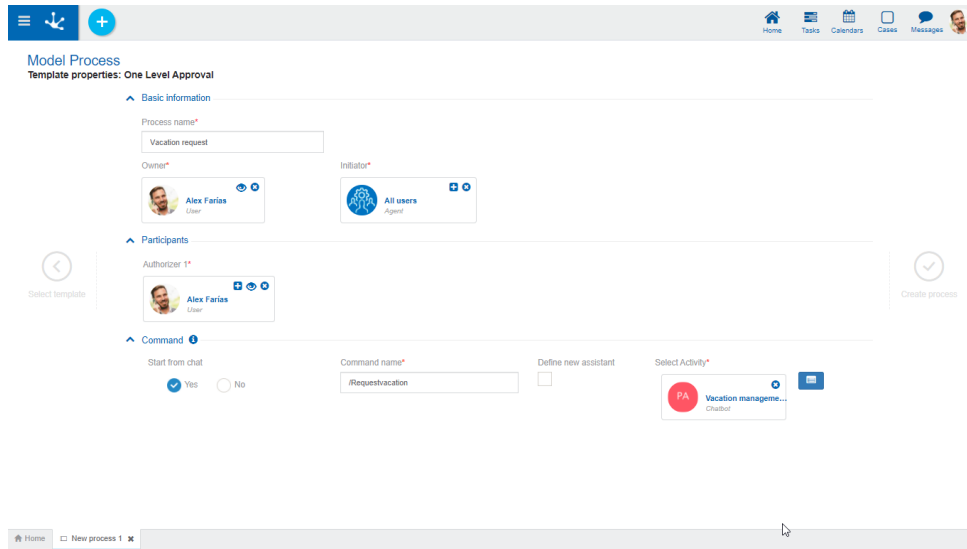 Home Tasks Calendars Cases Messages
Model Process
Template properties: One Level Approval
Basic information
Process name*
Vacation request
Owner* Initiator*
Alex Farías
User
All users
Agent
Participants
Authorizer 1*
Alex Farías
User
Select template
Create process
Command
Start from chat Command name* Define new assistant Select Activity*
Yes No
/Requestvacation
PA
Vacation manageme...
Chatbot
Home New process 1